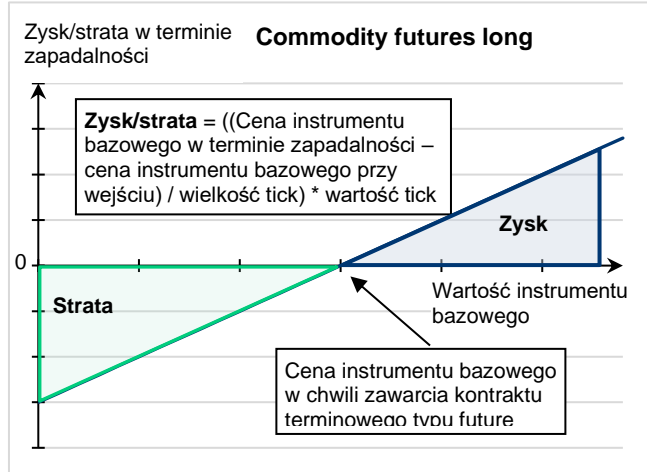 Zysk/strata w terminie
zapadalności
Commodity futures long
Zysk/strata = ((Cena instrumentu
bazowego w terminie zapadalności –
cena instrumentu bazowego przy
wejściu) / wielkość tick) * wartość tick
Zysk
0
Wartość instrumentu
bazowego
Strata
Cena instrumentu bazowego
w chwili zawarcia kontraktu
terminowego typu future